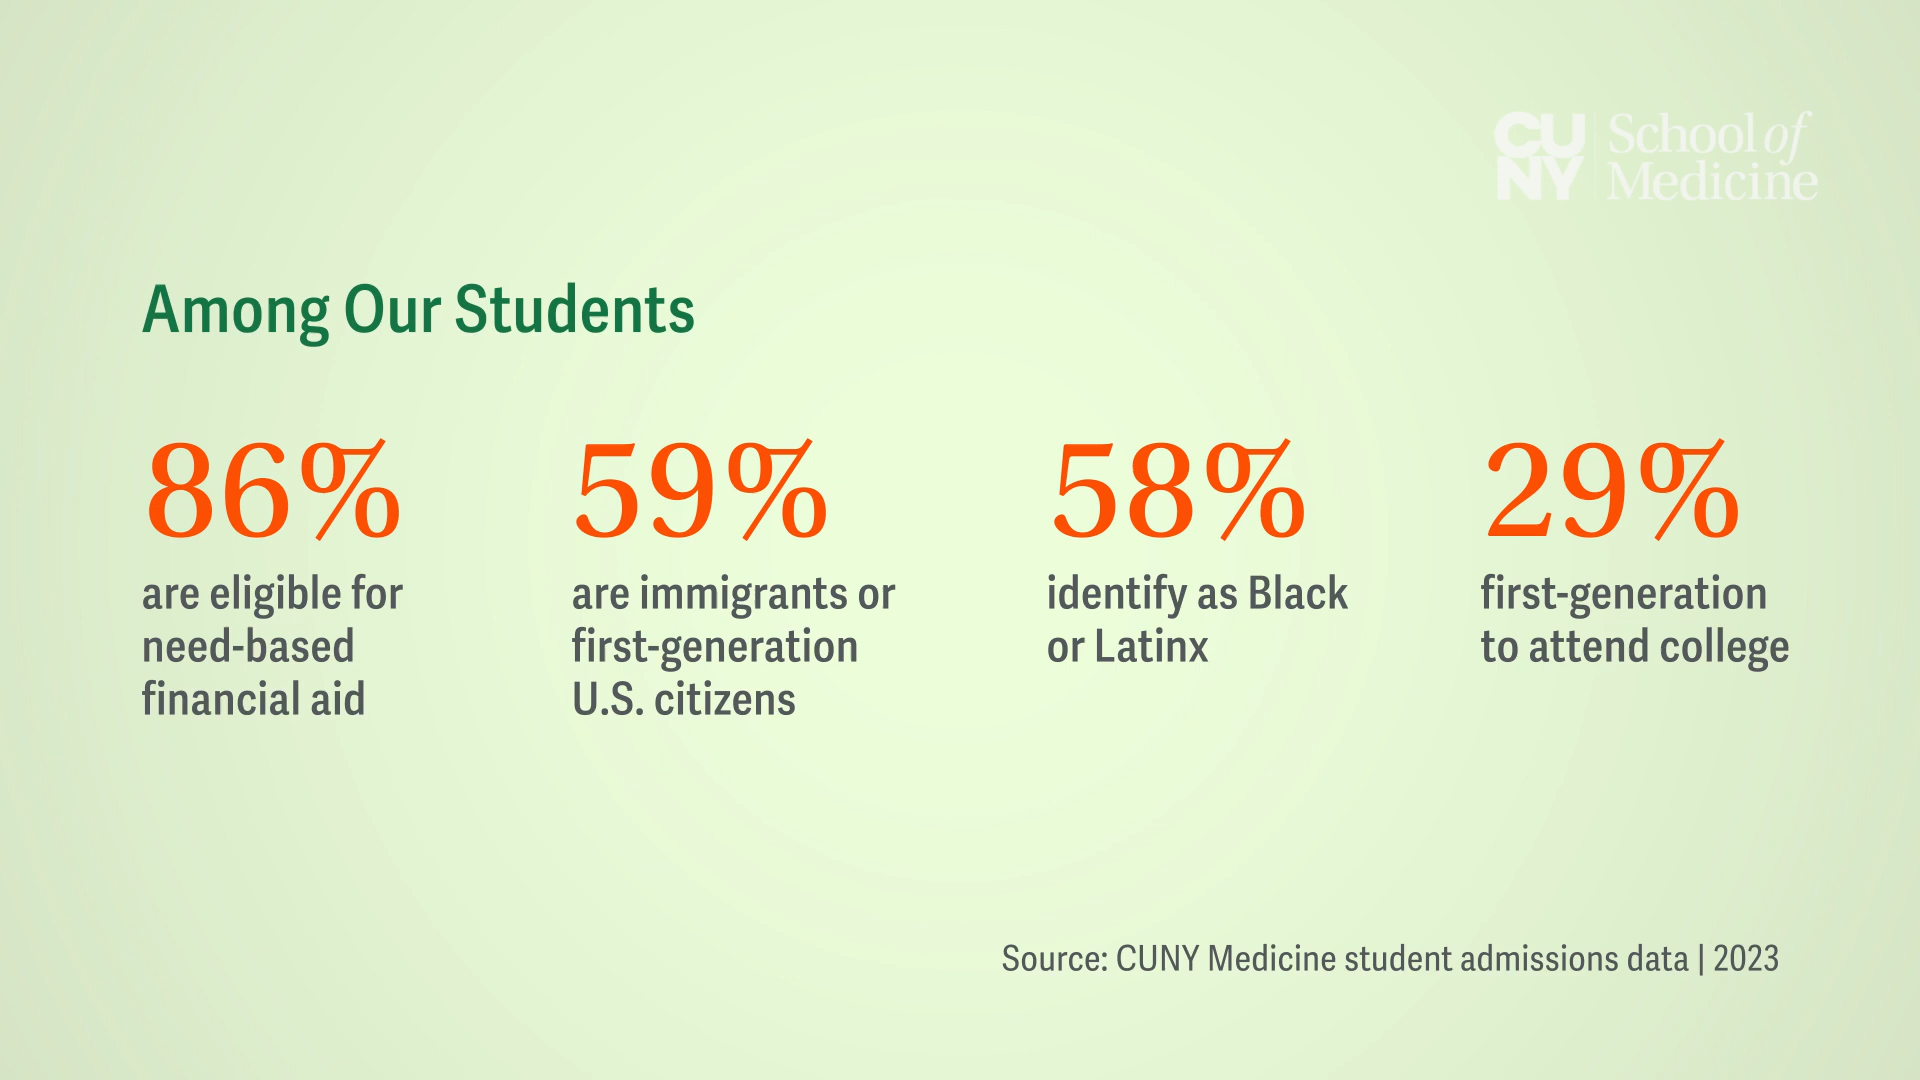 CU
NY
School of
Medicine
Among Our Students
86%
are eligible for
need-based
financial aid
59%
are immigrants or
first-generation
U.S. citizens
58%
identify as Black
or Latinx
29%
first-generation
to attend college
Source: CUNY Medicine student admissions data | 2023